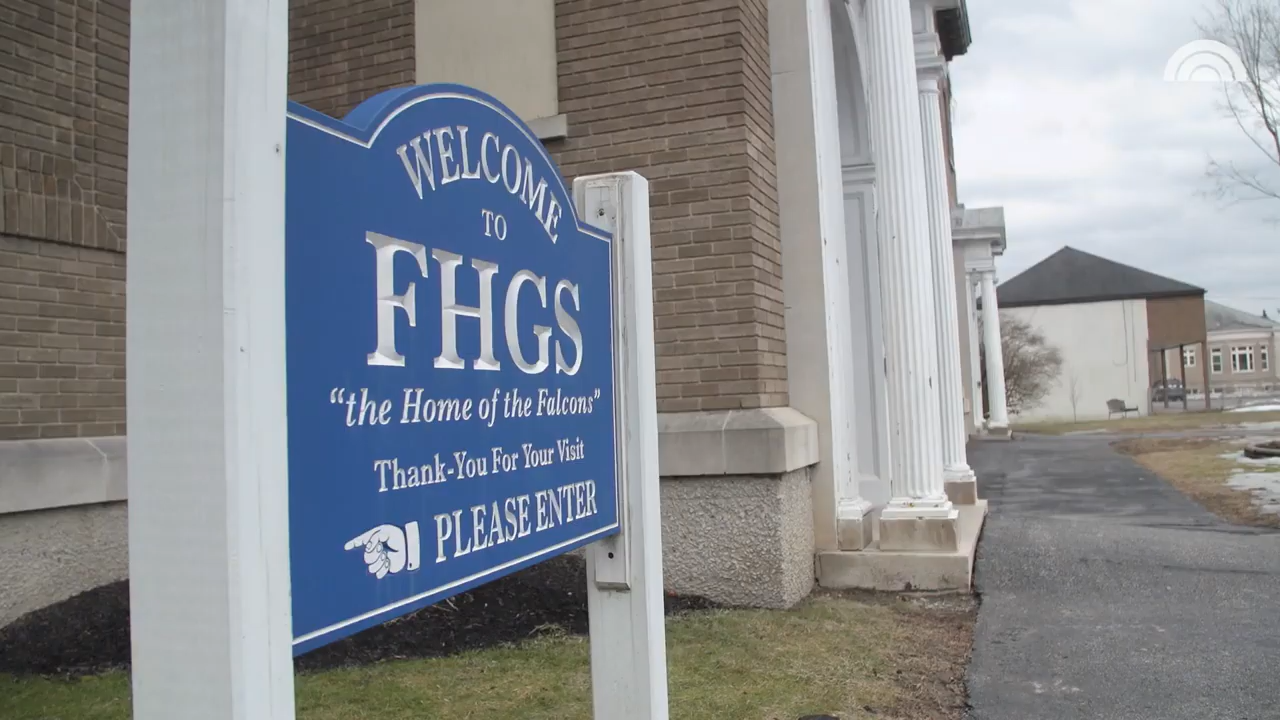 WELCOME
TO
FHGS
“the Home of the Falcons”
Thank-You For Your Visit
PLEASE ENTER